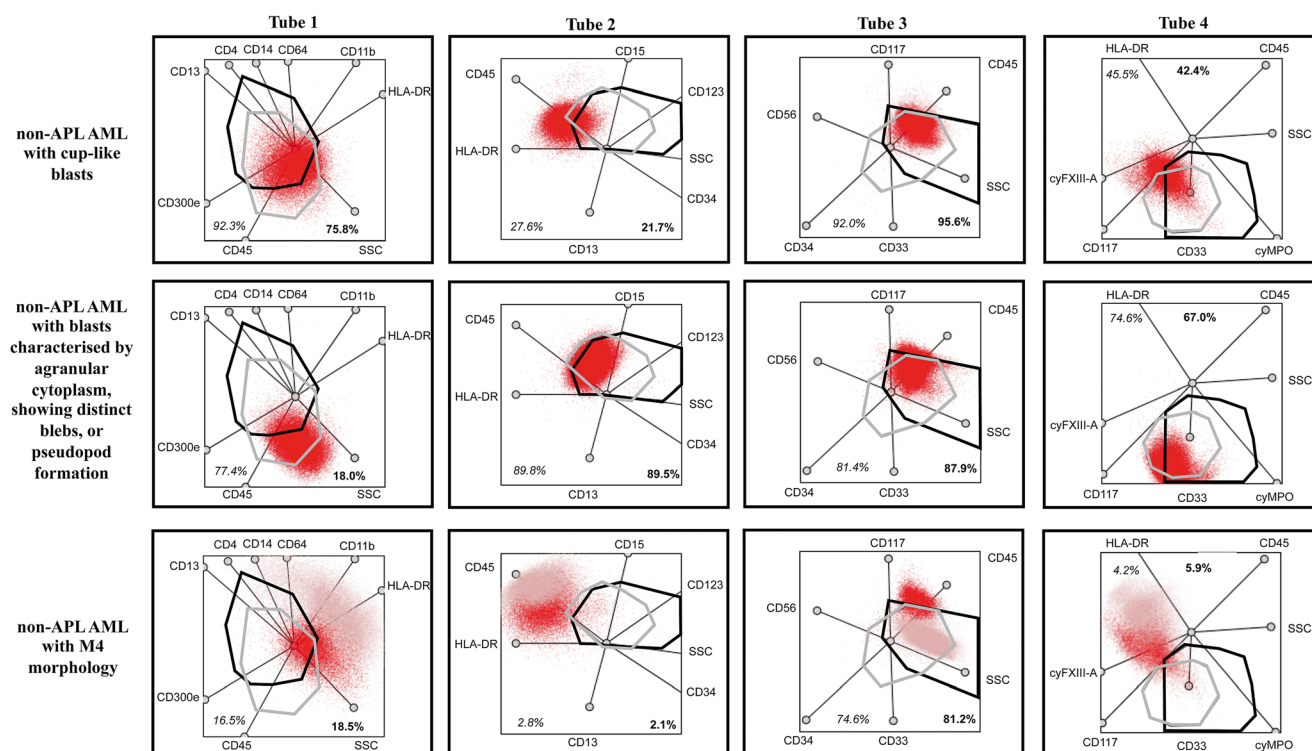 Tube 1
Tube 2
Tube 3
Tube 4
non-APL AML
with cup-like
blasts
CD4
CD14
CD64
CD11b
CD13
HLA-DR
CD300e
92.3%
75.8%
CD45
SSC
CD15
CD45
CD123
HLA-DR
SSC
CD34
27.6%
21.7%
CD13
CD117
CD45
CD56
SSC
92.0%
95.6%
CD34
CD33
HLA-DR
45.5%
42.4%
CD45
SSC
cyFXIII-A
CD117
CD33
cyMPO
non-APL AML
with blasts
characterised by
agranular
cytoplasm,
showing distinct
blebs, or
pseudopod
formation
CD4
CD14
CD64
CD11b
CD13
HLA-DR
CD300e
77.4%
18.0%
CD45
SSC
CD15
CD45
CD123
HLA-DR
SSC
CD34
89.8%
89.5%
CD13
CD117
CD45
CD56
SSC
81.4%
87.9%
CD34
CD33
HLA-DR
74.6%
67.0%
CD45
SSC
cyFXIII-A
CD117
CD33
cyMPO
non-APL AML
with M4
morphology
CD4
CD14
CD64
CD11b
CD13
HLA-DR
CD300e
16.5%
18.5%
CD45
SSC
CD15
CD45
CD123
HLA-DR
SSC
CD34
2.8%
2.1%
CD13
CD117
CD45
CD56
SSC
74.6%
81.2%
CD34
CD33
HLA-DR
4.2%
5.9%
CD45
SSC
cyFXIII-A
CD117
CD33
cyMPO